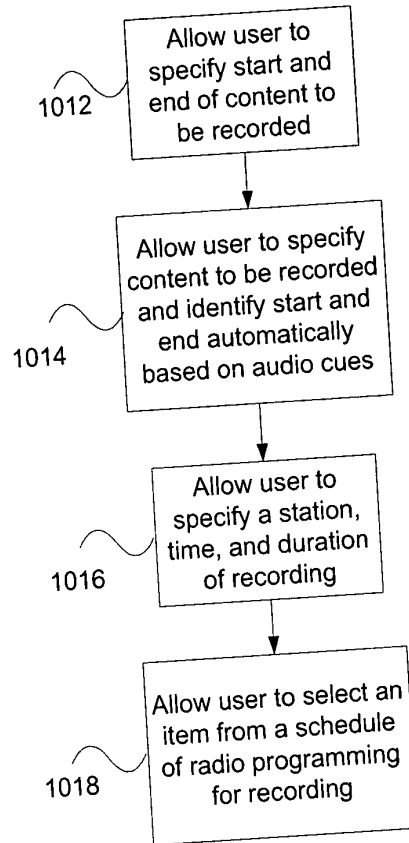 Allow user to
specify start and
end of content to
be recorded
1012
Allow user to specify
content to be recorded
and identify start and
end automatically
based on audio cues
1014
Allow user to
specify a station,
time, and duration
of recording
1016
Allow user to select an
item from a schedule
of radio programming
for recording
1018